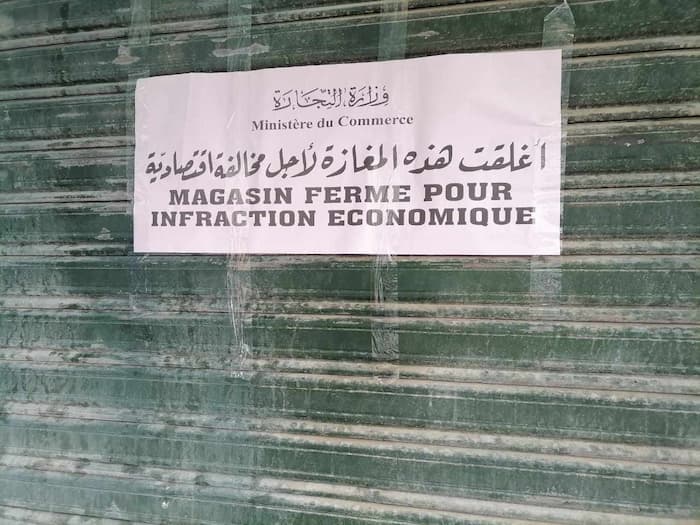 وزارة التجارة
Ministère du Commerce
أغلقت هذه المغازة لأجل مخالفة اقتصادية
MAGASIN FERME POUR
INFRACTION ECONOMIQUE